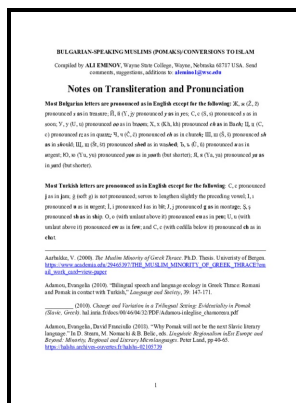 BULGARIAN-SPEAKING MUSLIMS (POMAKS)/CONVERSIONS TO ISLAM
Compiled by ALI EMINOV, Wayne State College, Wayne, Nebraska 68787 USA. Send
comments, suggestions, additions to: aleminol1@wsc.edu
Notes on Transliteration and Pronunciation
Most Bulgarian letters are pronounced as in English except for the following: Ж, ж (Ž, ž)
pronounced s as in treasure; Й, й (Y, y) pronounced y as in yes; C, c (S, s) pronounced s as in
soon; У, у (U, u) pronounced oo as in boom; X, x (Kh, kh) pronounced ch as in Bach; Ц, ц (C,
c) pronounced tz as in quartz; Ч, ч (Č, č) pronounced ch as in church; Ш, ш (Š, š) pronounced sh
as in should; Щ, щ (Št, št) pronounced shed as in washed; Ъ, ъ (Ŭ, ŭ) pronounced u as in
urgent; Ю, ю (Yu, yu) pronounced you as in youth (but shorter); Я, я (Ya, ya) pronounced ya as
in yard (but shorter).
Most Turkish letters are pronounced as in English except for the following: C, c pronounced
j as in jam; ğ (soft g) is not pronounced; serves to lengthen slightly the preceding vowel; I, ı
pronounced u as in urgent; İ, i pronounced i as in bit; J, j pronounced g as in montage; Ş, ş
pronounced sh as in ship. Ö, ö (with umlaut above it) pronounced eu as in peu; Ü, ü (with
umlaut above it) pronounced ew as in few; and Ç, ç (with cedilla below it) pronounced ch as in
chat.
Aarbakke, V. (2000). The Muslim Minority of Greek Thrace. Ph.D. Thesis. University of Bergen.
https://www.academia.edu/29465397/THE_MUSLIM_MINORITY_OF_GREEK_THRACE?em
ail_work_card=view-paper
Adamou, Evangelia (2010). "Bilingual speech and language ecology in Greek Thrace: Romani
and Pomak in contact with Turkish," Language and Society, 39: 147-171.
(2010). Change and Variation in a Trilingual Setting: Evidentiality in Pomak
(Slavic, Greek). hal.inria.fr/docs/00/46/04/32/PDF/Adamou-inleglise_chamoreau.pdf
Adamou, Evangelia, David Fanciullo (2018). "Why Pomak will not be the next Slavic literary
language." In D. Stearn, M. Nomachi & B. Belić, eds. Linguistic Regionalism in Eastern Europe and
Beyond: Minority, Regional and Literary Microlanguages. Peter Lang, pp 40-65.
https://halshs.archives-ouvertes.fr/halshs-02105739
1